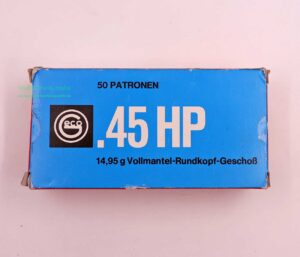 50 PATRONEN
GECO
.45 HP
14,95 g Vollmantel-Rundkopf-Geschoß